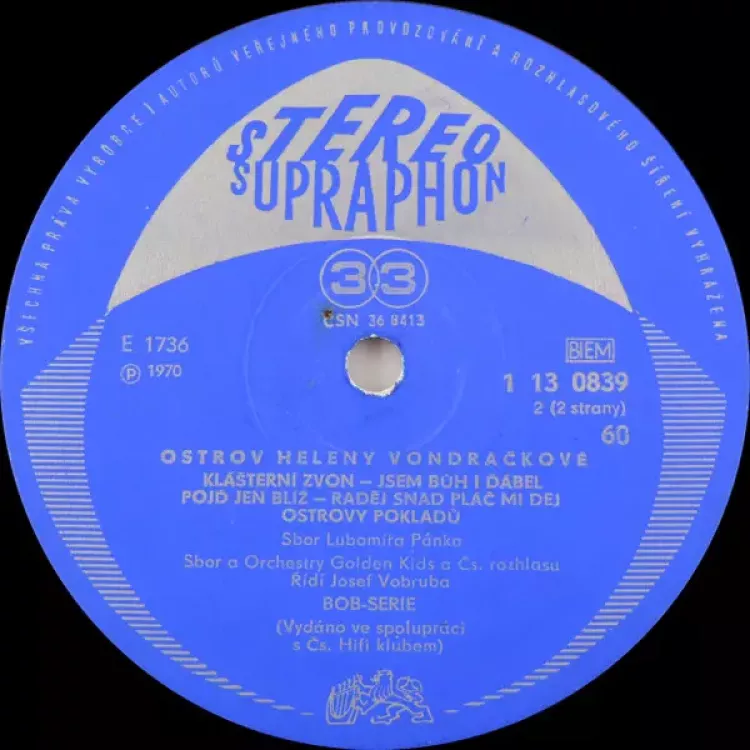 VŠECHNA PRÁVA VÝROBCE I AUTORŮ VEŘEJNÉHO PROVOZOVÁNÍ A ROZHLASOVÉHO ŠÍŘENÍ VYHRAŽENA
STEREO
SUPRAPHON
33
ČSN 36 8413
E 1736
BIEM
℗ 1970
1 13 0839
2 (2 strany)
60
OSTROV HELENY VONDRÁČKOVÉ
KLÁŠTERNÍ ZVON – JSEM BŮH I ĎÁBEL
POJĎ JEN BLÍŽ – RADĚJ SNAD PLÁČ MI DEJ
OSTROVY POKLADŮ
Sbor Lubomíra Pánka
Sbor a Orchestry Golden Kids a Čs. rozhlasu
Řídí Josef Vobruba
BOB-SERIE
(Vydáno ve spolupráci
s Čs. Hifi klubem)